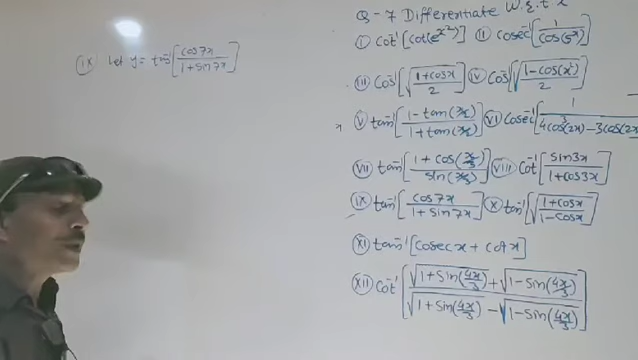 (ix) Let y = tan⁻¹[cos7x / 1+sin7x]
Q-7 Differentiate w.r.t x
(i) cot⁻¹[cot(e^x²)] (ii) cosec⁻¹[1 / cos(5^x)]
(iii) cos⁻¹[√(1+cosx / 2)] (iv) cos⁻¹[√(1-cos(x²) / 2)]
(v) tan⁻¹[1-tan( ) / 1+tan( )] (vi) cosec⁻¹[1 / 4cos³(2x)-3cos(2x)
(vii) tan⁻¹[1+cos(x/3) / sin(x/3)] (viii) cot⁻¹[sin3x / 1+cos3x]
(ix) tan⁻¹[cos7x / 1+sin7x] (x) tan⁻¹[√(1+cosx / 1-cosx)]
(xi) tan⁻¹[cosec x + cot x]
(xii) cot⁻¹[√(1+sin(4x/3)) + √(1-sin(4x/3)) / √(1+sin(4x/3)) - √(1-sin(4x/3))]